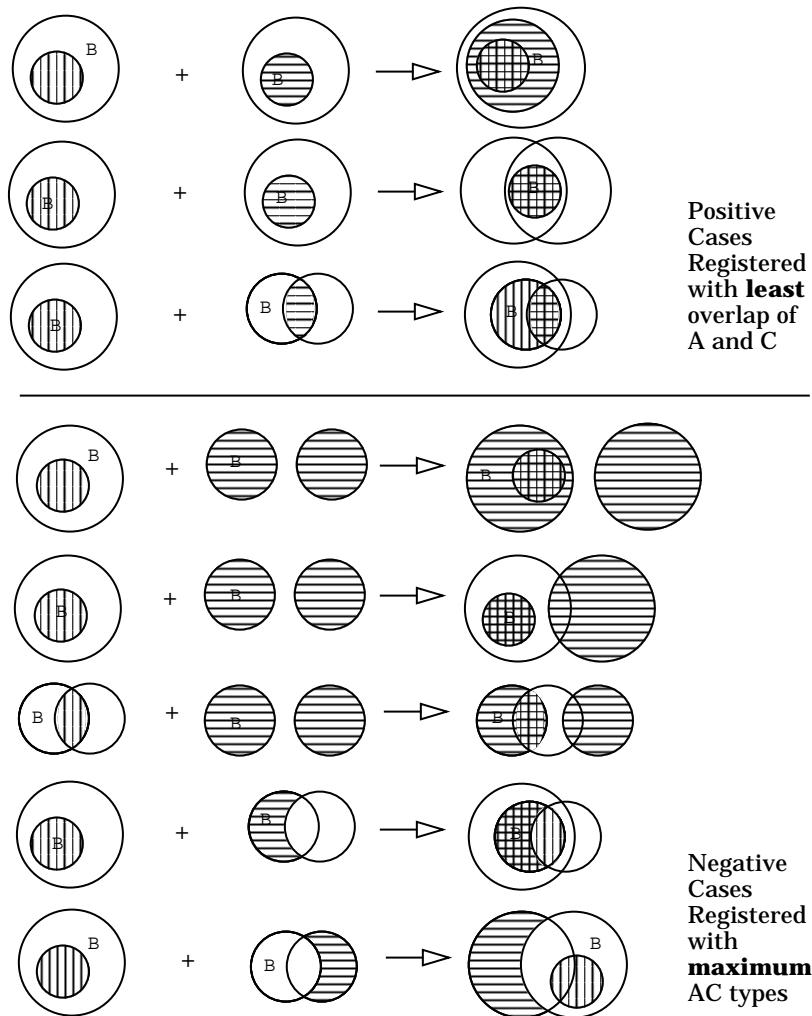 B + B B
B + B B
Positive
Cases
Registered
with least
overlap of
A and C
B + B B
B + B B
B + B B
B + B B
B + B B
Negative
Cases
Registered
with
maximum
AC types
B + B B